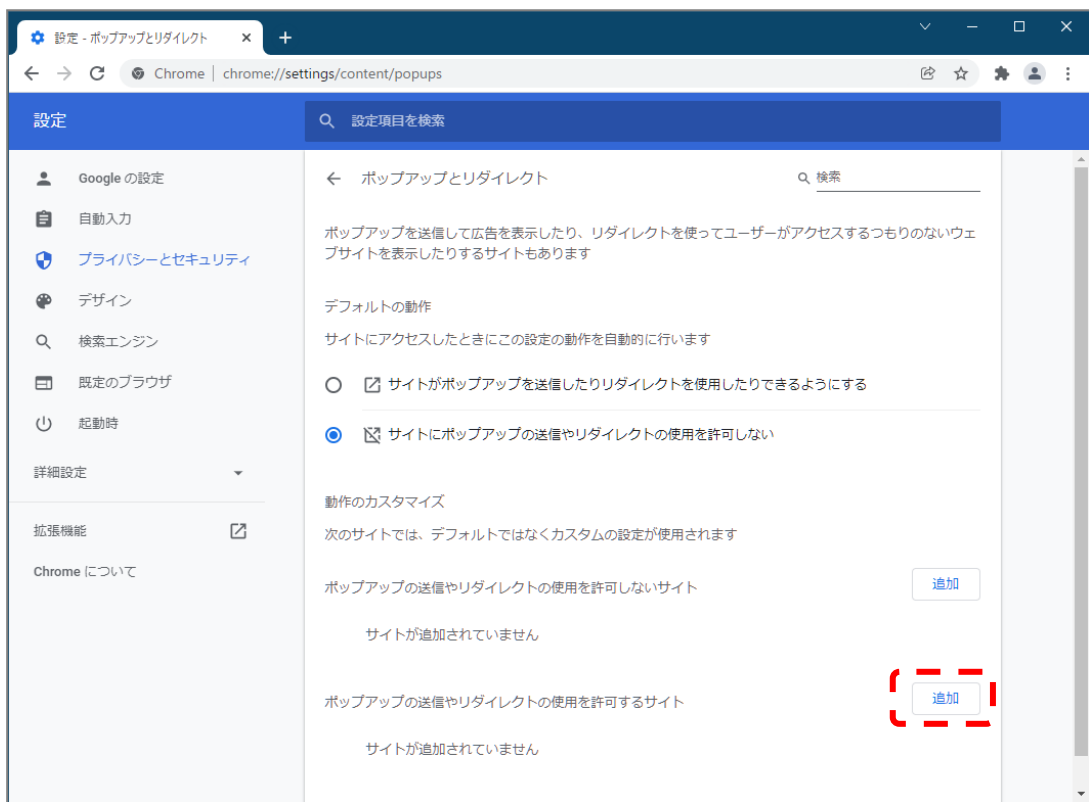 設定 - ポップアップとリダイレクト
Chrome | chrome://settings/content/popups
設定
設定項目を検索
Google の設定
自動入力
プライバシーとセキュリティ
デザイン
検索エンジン
既定のブラウザ
起動時
詳細設定
拡張機能
Chrome について
ポップアップとリダイレクト
検索
ポップアップを送信して広告を表示したり、リダイレクトを使ってユーザーがアクセスするつもりのないウェ
ブサイトを表示したりするサイトもあります
デフォルトの動作
サイトにアクセスしたときにこの設定の動作を自動的に行います
サイトがポップアップを送信したりリダイレクトを使用したりできるようにする
サイトにポップアップの送信やリダイレクトの使用を許可しない
動作のカスタマイズ
次のサイトでは、デフォルトではなくカスタムの設定が使用されます
ポップアップの送信やリダイレクトの使用を許可しないサイト
追加
サイトが追加されていません
ポップアップの送信やリダイレクトの使用を許可するサイト
追加
サイトが追加されていません